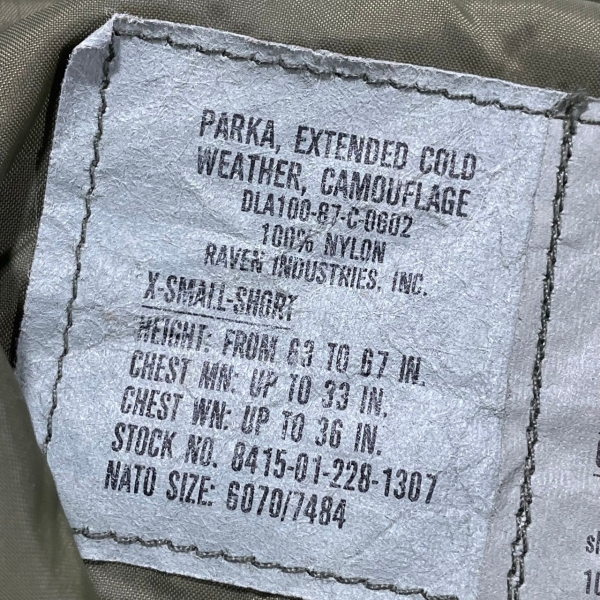 PARKA, EXTENDED COLD
WEATHER, CAMOUFLAGE
DLA100-87-C-0602
100% NYLON
RAVEN INDUSTRIES, INC.
X-SMALL-SHORT
HEIGHT: FROM 63 TO 67 IN.
CHEST MN: UP TO 33 IN.
CHEST WN: UP TO 36 IN.
STOCK NO. 8415-01-228-1307
NATO SIZE: 6070/7484